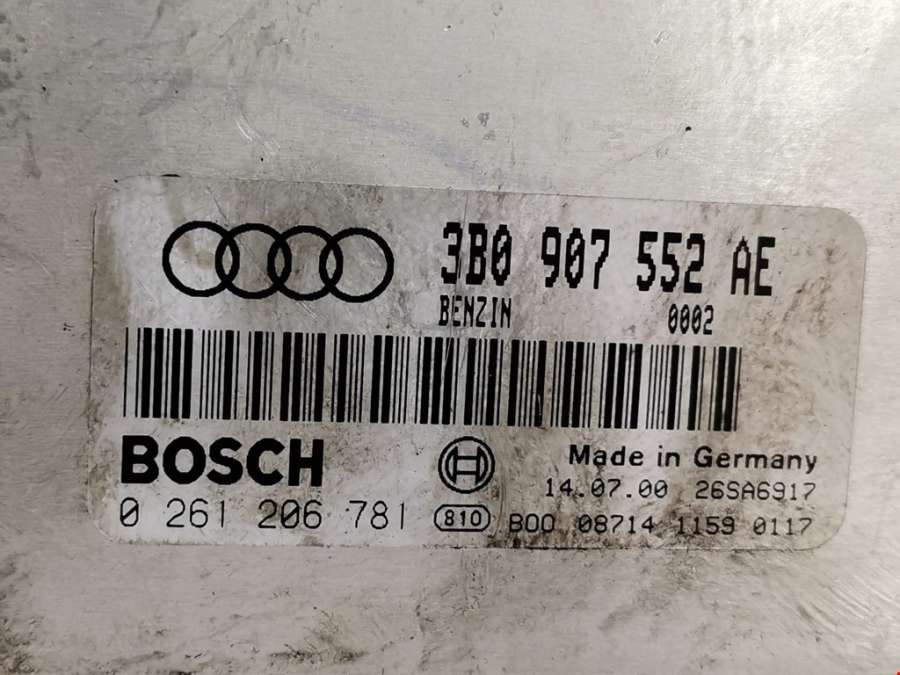 3B0 907 552 AE
BENZIN 0002
BOSCH
Made in Germany
14.07.00 26SA6917
0 261 206 781 810 B00 08714 1159 0117